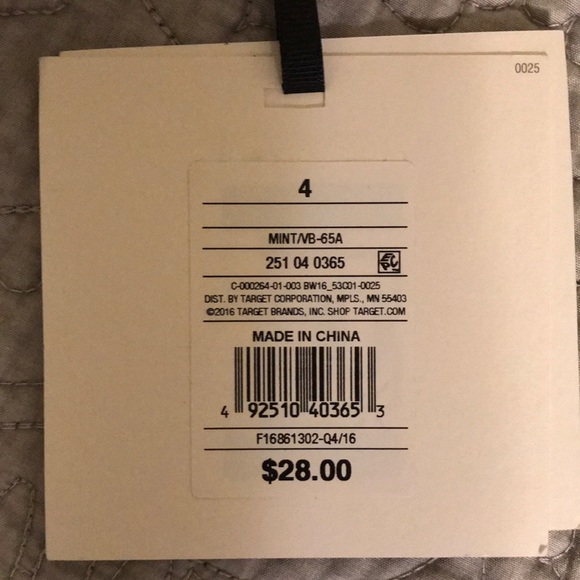 0025
4
MINT/VB-65A
251 04 0365
C-000264-01-003 BW16_53C01-0025
DIST. BY TARGET CORPORATION, MPLS., MN 55403
©2016 TARGET BRANDS, INC. SHOP TARGET.COM
MADE IN CHINA
4 92510 40365 3
F16861302-Q4/16
$28.00